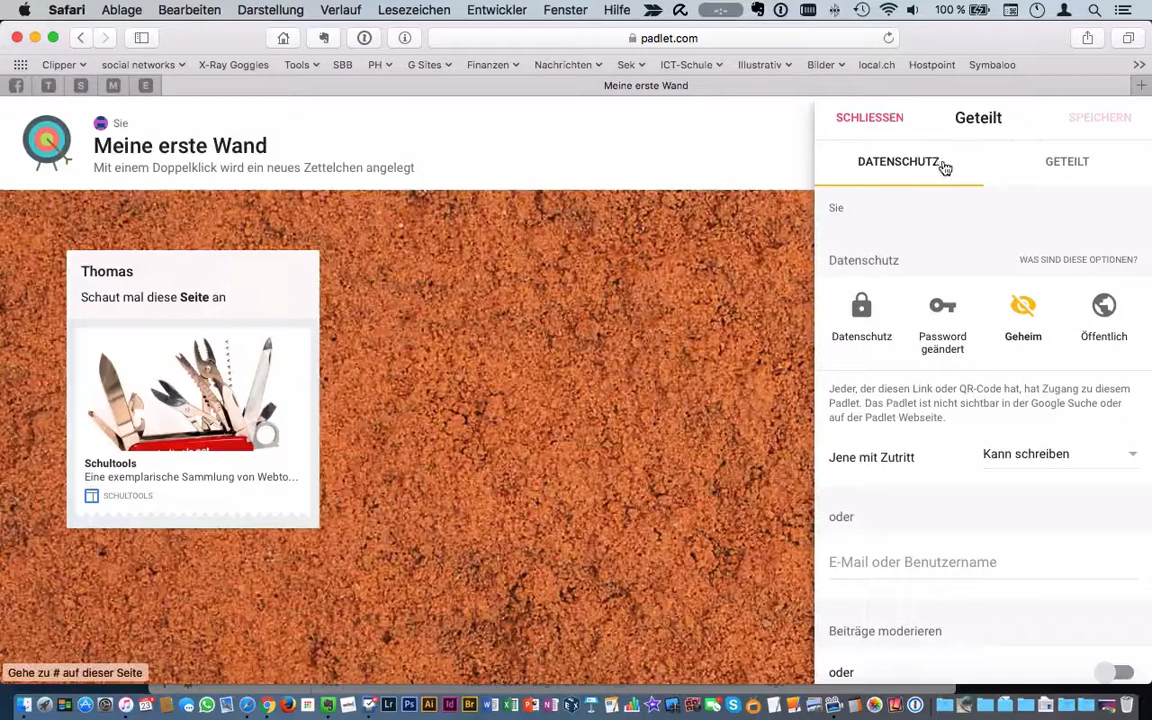 Safari Ablage Bearbeiten Darstellung Verlauf Lesezeichen Entwickler Fenster Hilfe 100 %
padlet.com
Clipper social networks X-Ray Goggles Tools SBB PH G Sites Finanzen Nachrichten Sek ICT-Schule Illustrativ Bilder local.ch Hostpoint Symbaloo
T S M E Meine erste Wand
Sie
Meine erste Wand
Mit einem Doppelklick wird ein neues Zettelchen angelegt
SCHLIESSEN Geteilt SPEICHERN
DATENSCHUTZ GETEILT
Sie
Datenschutz WAS SIND DIESE OPTIONEN?
Datenschutz Password geändert Geheim Öffentlich
Jeder, der diesen Link oder QR-Code hat, hat Zugang zu diesem
Padlet. Das Padlet ist nicht sichtbar in der Google Suche oder
auf der Padlet Webseite.
Jene mit Zutritt Kann schreiben
oder
E-Mail oder Benutzername
Beiträge moderieren
oder
Thomas
Schaut mal diese Seite an
Schultools
Eine exemplarische Sammlung von Webto...
SCHULTOOLS
Gehe zu # auf dieser Seite